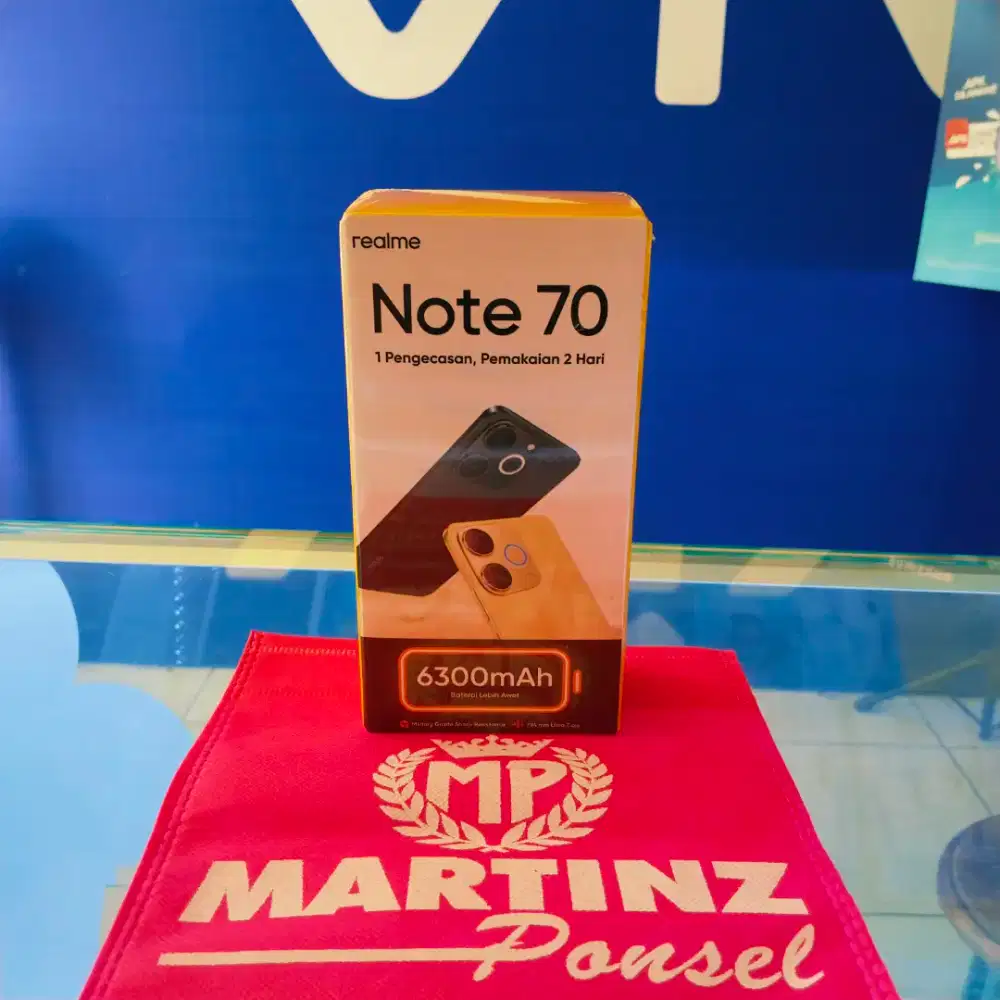 realme
Note 70
1 Pengecasan, Pemakaian 2 Hari
6300mAh
Baterai Lebih Awet
MP
MARTINZ
Ponsel